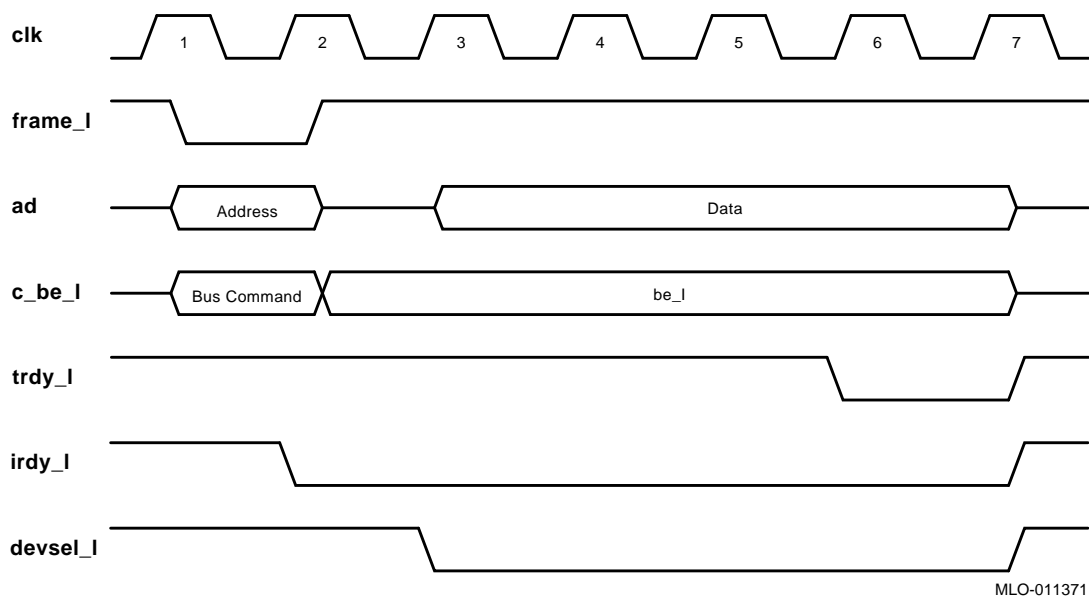 clk 1 2 3 4 5 6 7
frame_l
ad Address Data
c_be_l Bus Command be_l
trdy_l
irdy_l
devsel_l
MLO-011371